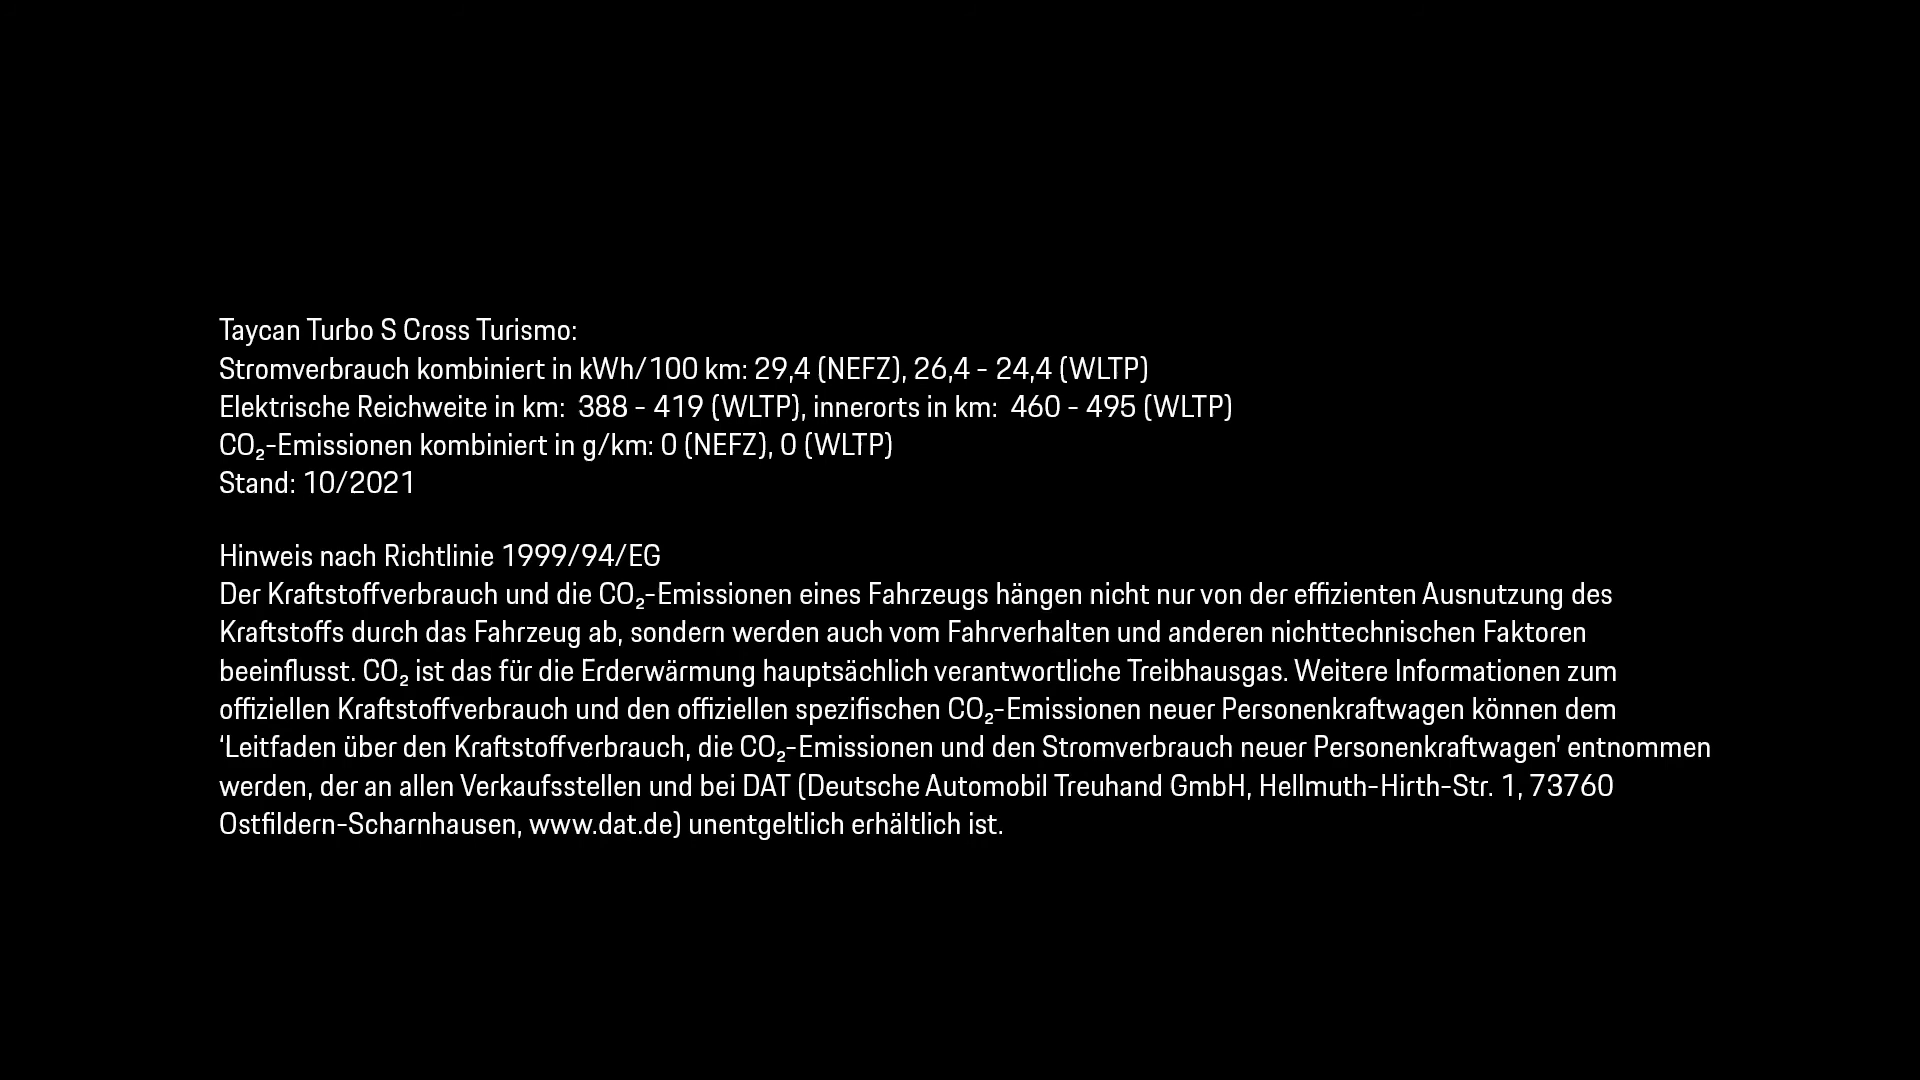 Taycan Turbo S Cross Turismo:
Stromverbrauch kombiniert in kWh/100 km: 29,4 (NEFZ), 26,4 - 24,4 (WLTP)
Elektrische Reichweite in km:  388 - 419 (WLTP), innerorts in km:  460 - 495 (WLTP)
CO₂-Emissionen kombiniert in g/km: 0 (NEFZ), 0 (WLTP)
Stand: 10/2021
Hinweis nach Richtlinie 1999/94/EG
Der Kraftstoffverbrauch und die CO₂-Emissionen eines Fahrzeugs hängen nicht nur von der effizienten Ausnutzung des
Kraftstoffs durch das Fahrzeug ab, sondern werden auch vom Fahrverhalten und anderen nichttechnischen Faktoren
beeinflusst. CO₂ ist das für die Erderwärmung hauptsächlich verantwortliche Treibhausgas. Weitere Informationen zum
offiziellen Kraftstoffverbrauch und den offiziellen spezifischen CO₂-Emissionen neuer Personenkraftwagen können dem
‘Leitfaden über den Kraftstoffverbrauch, die CO₂-Emissionen und den Stromverbrauch neuer Personenkraftwagen’ entnommen
werden, der an allen Verkaufsstellen und bei DAT (Deutsche Automobil Treuhand GmbH, Hellmuth-Hirth-Str. 1, 73760
Ostfildern-Scharnhausen, www.dat.de) unentgeltlich erhältlich ist.